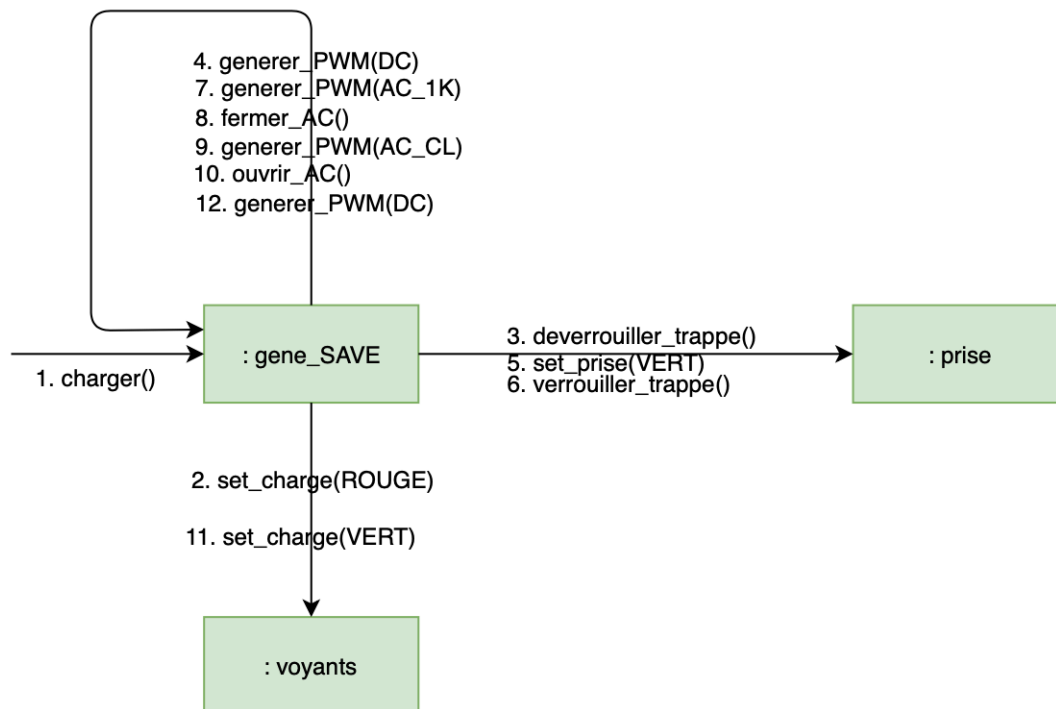 4. generer_PWM(DC)
7. generer_PWM(AC_1K)
8. fermer_AC()
9. generer_PWM(AC_CL)
10. ouvrir_AC()
12. generer_PWM(DC)
: gene_SAVE
1. charger()
3. deverrouiller_trappe()
5. set_prise(VERT)
6. verrouiller_trappe()
: prise
2. set_charge(ROUGE)
11. set_charge(VERT)
: voyants